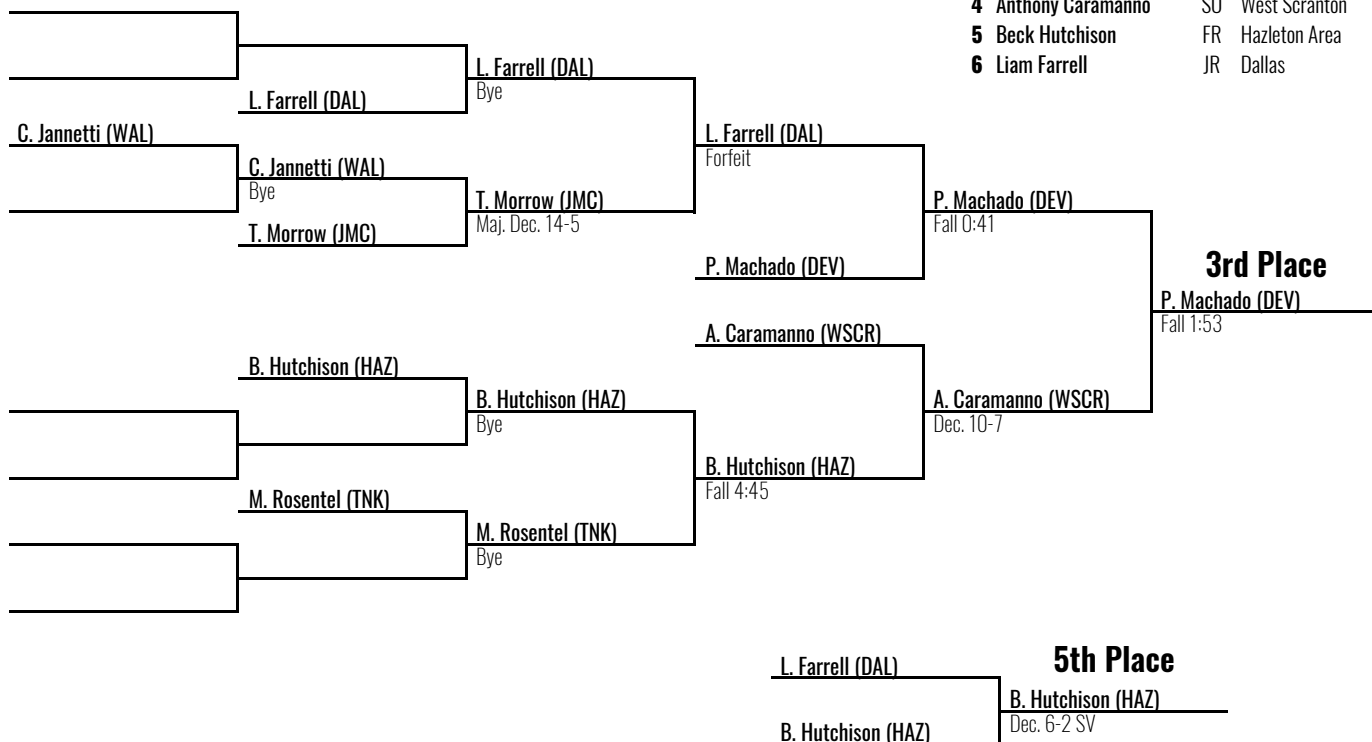 4 Anthony Caramanno SO West Scranton
5 Beck Hutchison FR Hazleton Area
6 Liam Farrell JR Dallas
L. Farrell (DAL)
Bye
L. Farrell (DAL)
C. Jannetti (WAL)
L. Farrell (DAL)
Forfeit
C. Jannetti (WAL)
Bye
T. Morrow (JMC)
Maj. Dec. 14-5
P. Machado (DEV)
Fall 0:41
T. Morrow (JMC)
P. Machado (DEV)
3rd Place
P. Machado (DEV)
Fall 1:53
A. Caramanno (WSCR)
B. Hutchison (HAZ)
B. Hutchison (HAZ)
Bye
A. Caramanno (WSCR)
Dec. 10-7
B. Hutchison (HAZ)
Fall 4:45
M. Rosentel (TNK)
M. Rosentel (TNK)
Bye
5th Place
L. Farrell (DAL)
B. Hutchison (HAZ)
Dec. 6-2 SV
B. Hutchison (HAZ)